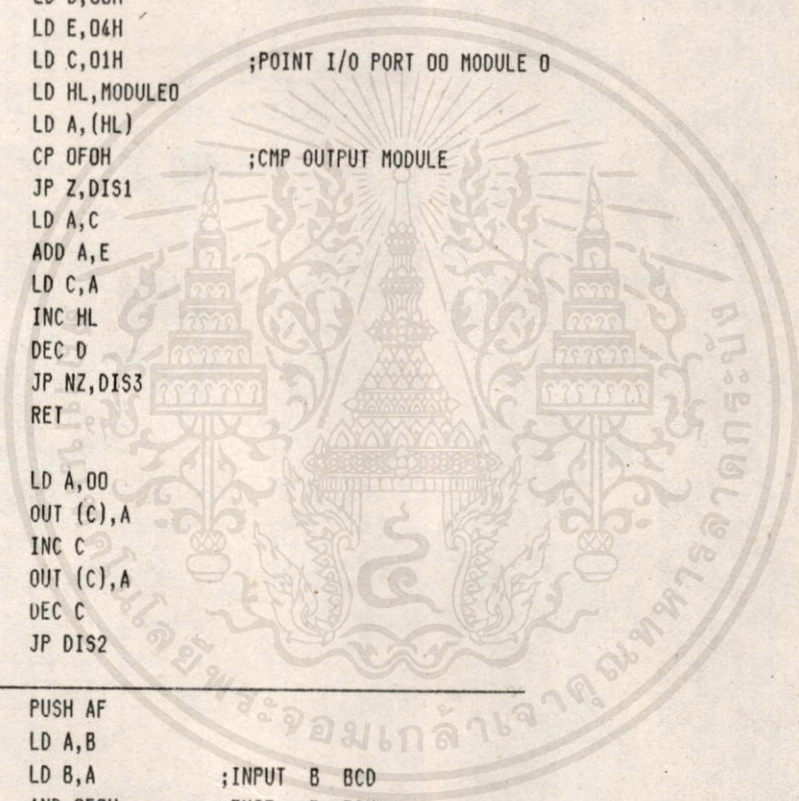 LD E,04H
LD C,01H ;POINT I/O PORT 00 MODULE 0
LD HL,MODULE0
LD A,(HL)
CP 0F0H ;CMP OUTPUT MODULE
JP Z,DIS1
LD A,C
ADD A,E
LD C,A
INC HL
DEC D
JP NZ,DIS3
RET
LD A,00
OUT (C),A
INC C
OUT (C),A
DEC C
JP DIS2
PUSH AF
LD A,B
LD B,A ;INPUT B BCD